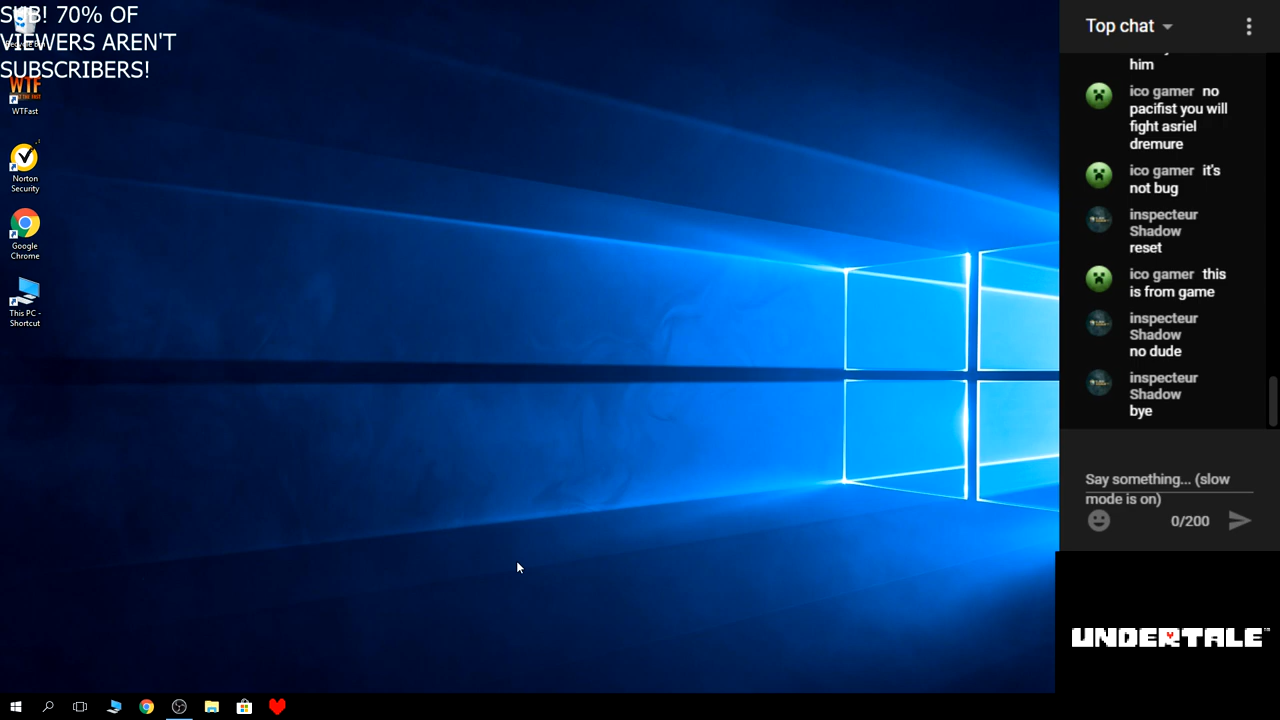 SUB! 70% OF
VIEWERS AREN'T
SUBSCRIBERS!
WTF
WTFast
Norton
Security
Google
Chrome
This PC -
Shortcut
Top chat
him
ico gamer no
pacifist you will
fight asriel
dremure
ico gamer it's
not bug
inspecteur
Shadow
reset
ico gamer this
is from game
inspecteur
Shadow
no dude
inspecteur
Shadow
bye
Say something... (slow
mode is on)
0/200
UNDERTALE